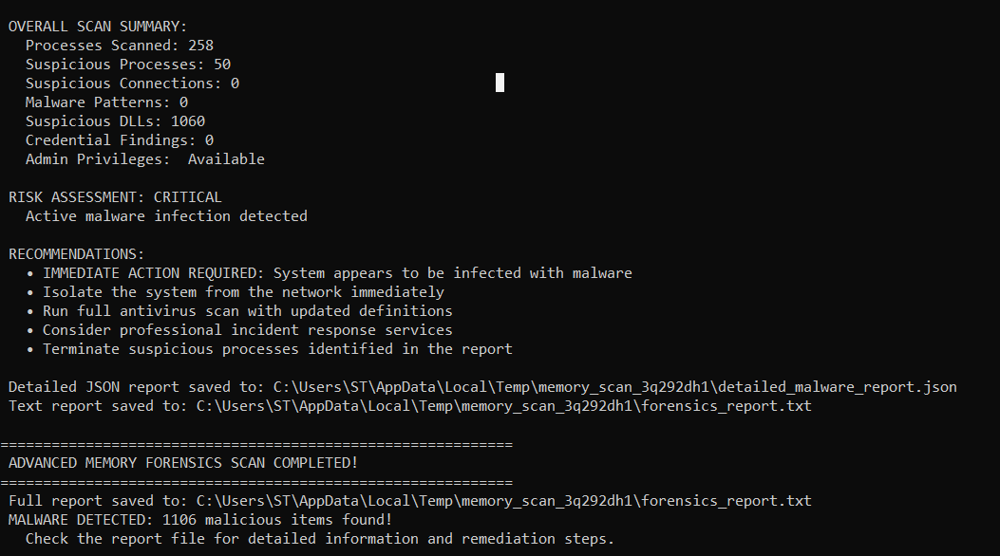 OVERALL SCAN SUMMARY:
Processes Scanned: 258
Suspicious Processes: 50
Suspicious Connections: 0
Malware Patterns: 0
Suspicious DLLs: 1060
Credential Findings: 0
Admin Privileges:  Available
RISK ASSESSMENT: CRITICAL
Active malware infection detected
RECOMMENDATIONS:
• IMMEDIATE ACTION REQUIRED: System appears to be infected with malware
• Isolate the system from the network immediately
• Run full antivirus scan with updated definitions
• Consider professional incident response services
• Terminate suspicious processes identified in the report
Detailed JSON report saved to: C:\Users\ST\AppData\Local\Temp\memory_scan_3q292dh1\detailed_malware_report.json
Text report saved to: C:\Users\ST\AppData\Local\Temp\memory_scan_3q292dh1\forensics_report.txt
============================================================
ADVANCED MEMORY FORENSICS SCAN COMPLETED!
============================================================
Full report saved to: C:\Users\ST\AppData\Local\Temp\memory_scan_3q292dh1\forensics_report.txt
MALWARE DETECTED: 1106 malicious items found!
Check the report file for detailed information and remediation steps.